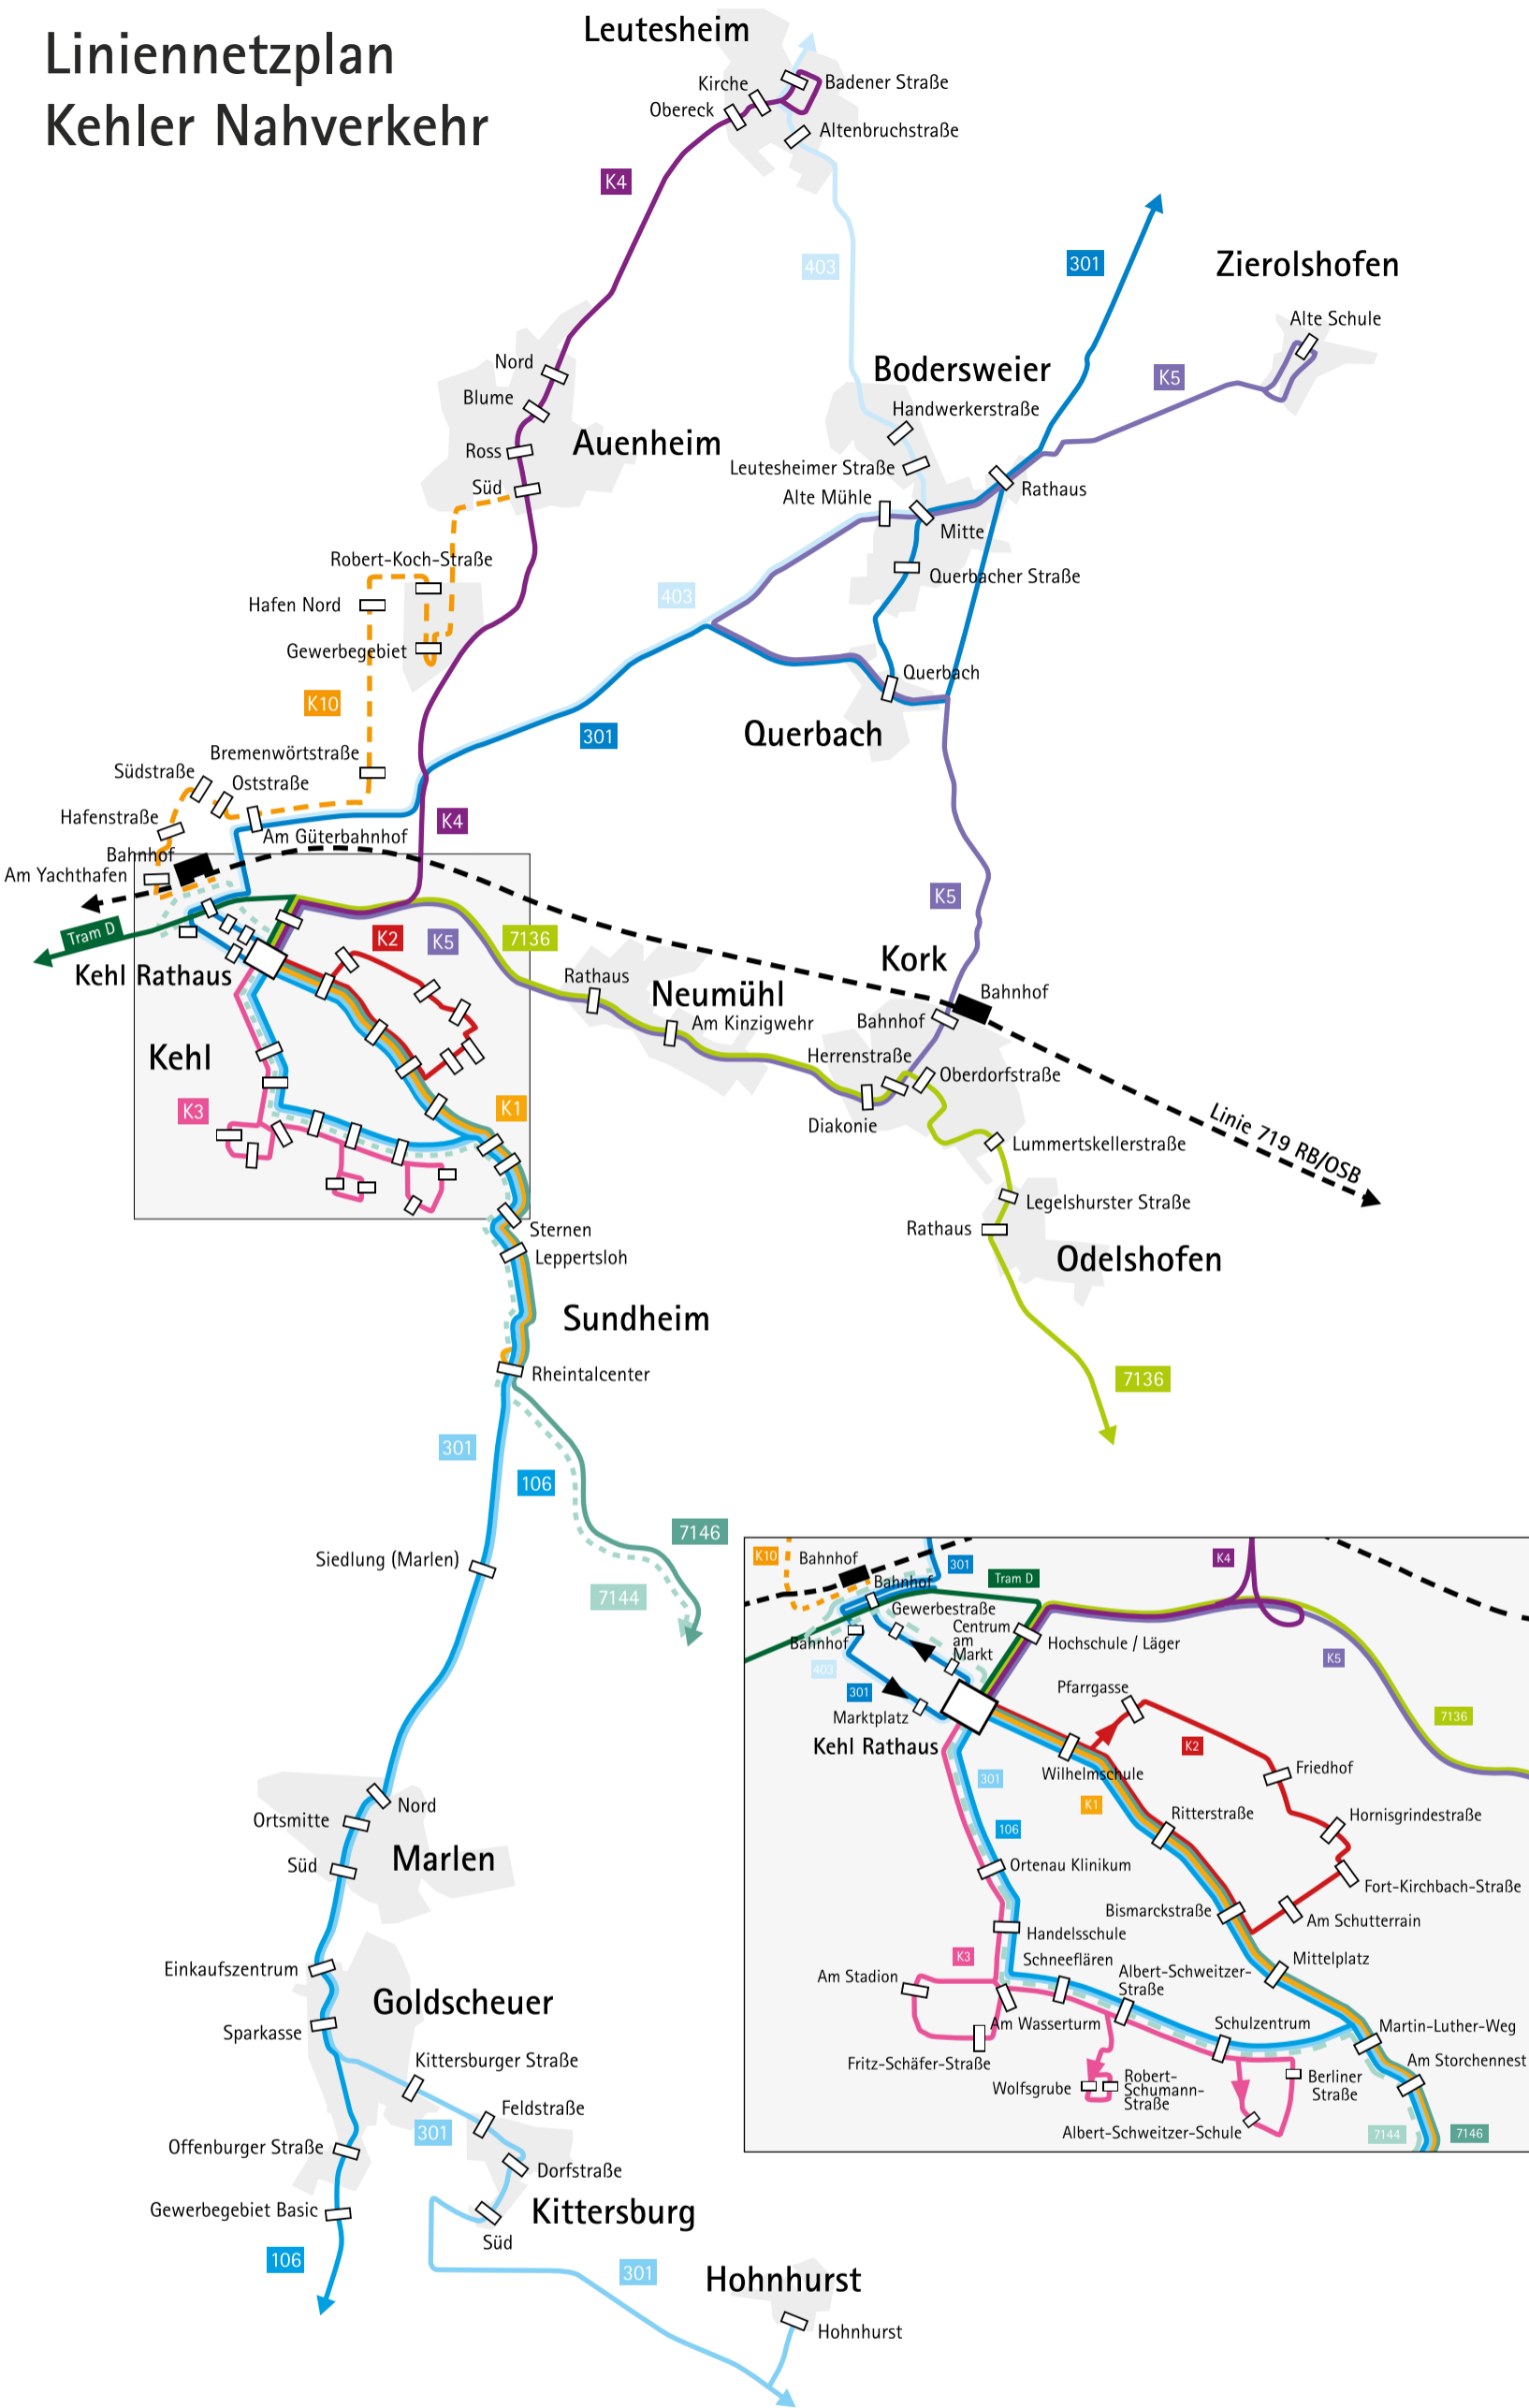 Liniennetzplan
Kehler Nahverkehr
Leutesheim
Kirche
Badener Straße
Obereck
Altenbruchstraße
K4
403
301
Zierolshofen
Alte Schule
Bodersweier
K5
Nord
Handwerkerstraße
Blume
Auenheim
Ross
Leutesheimer Straße
Süd
Alte Mühle
Rathaus
Mitte
Robert-Koch-Straße
Querbacher Straße
Hafen Nord
403
Gewerbegebiet
Querbach
K10
301
Querbach
Bremenwörtstraße
Südstraße
Oststraße
Hafenstraße
Am Güterbahnhof
K4
Bahnhof
Am Yachthafen
K5
Tram D
K2
K5
7136
Kork
Kehl Rathaus
Rathaus
Neumühl
Bahnhof
Am Kinzigwehr
Bahnhof
Kehl
Herrenstraße
Oberdorfstraße
K3
K1
Diakonie
Linie 719 RB/OSB
Lummertskellerstraße
Legelshurster Straße
Sternen
Rathaus
Leppertsloh
Odelshofen
Sundheim
Rheintalcenter
7136
301
106
7146
Siedlung (Marlen)
7144
K10
Bahnhof
301
K4
Bahnhof
Tram D
Gewerbestraße
Centrum
am
Markt
Bahnhof
Hochschule / Läger
K5
403
301
Pfarrgasse
Marktplatz
7136
Kehl Rathaus
K2
Wilhelmschule
Friedhof
301
K1
Ritterstraße
Hornisgrindestraße
106
Ortenau Klinikum
Fort-Kirchbach-Straße
Bismarckstraße
Am Schutterrain
Handelsschule
K3
Schneeflären
Mittelplatz
Am Stadion
Albert-Schweitzer-
Straße
Am Wasserturm
Schulzentrum
Martin-Luther-Weg
Fritz-Schäfer-Straße
Am Storchennest
Wolfsgrube
Robert-
Schumann-
Straße
Berliner
Straße
Albert-Schweitzer-Schule
7144
7146
Nord
Ortsmitte
Süd
Marlen
Einkaufszentrum
Goldscheuer
Sparkasse
Kittersburger Straße
Feldstraße
301
Offenburger Straße
Dorfstraße
Gewerbegebiet Basic
Kittersburg
Süd
106
301
Hohnhurst
Hohnhurst